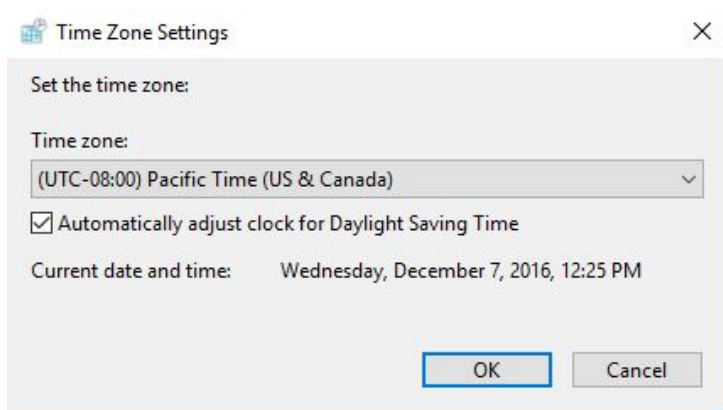 Time Zone Settings
Set the time zone:
Time zone:
(UTC-08:00) Pacific Time (US & Canada)
Automatically adjust clock for Daylight Saving Time
Current date and time: Wednesday, December 7, 2016, 12:25 PM
OK Cancel